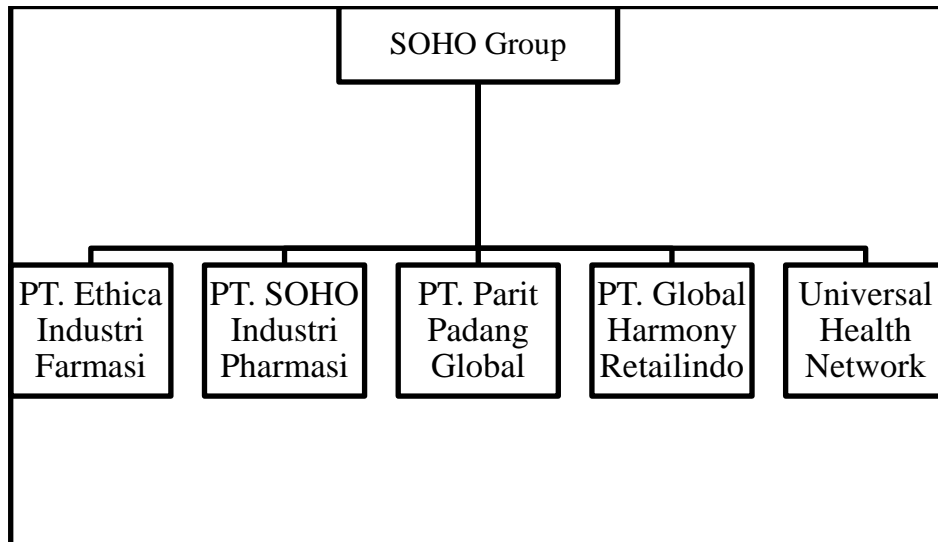 SOHO Group
PT. Ethica
Industri
Farmasi
PT. SOHO
Industri
Pharmasi
PT. Parit
Padang
Global
PT. Global
Harmony
Retailindo
Universal
Health
Network